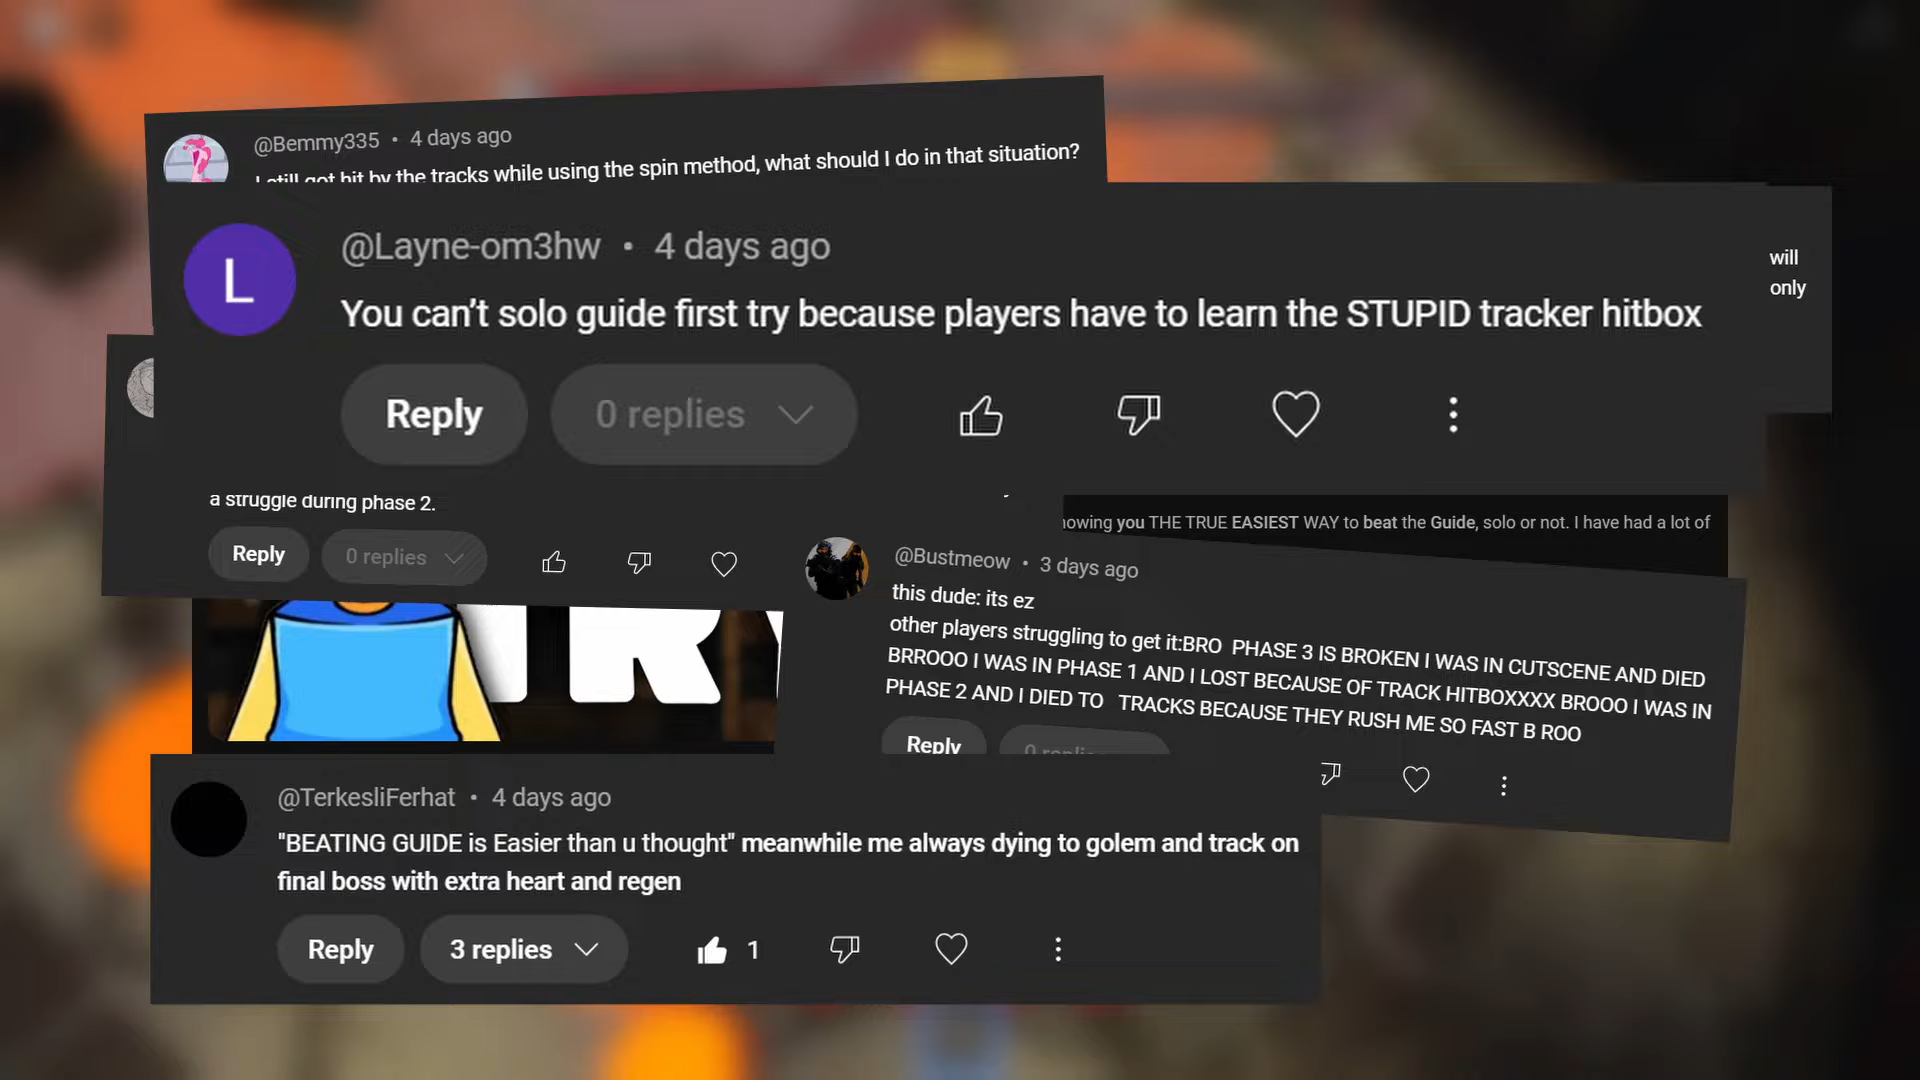 @Bemmy335 • 4 days ago
I still got hit by the tracks while using the spin method, what should I do in that situation?
@Layne-om3hw • 4 days ago
L
You can't solo guide first try because players have to learn the STUPID tracker hitbox
Reply 0 replies
will
only
a struggle during phase 2.
Reply 0 replies
you THE TRUE EASIEST WAY to beat the Guide, solo or not. I have had a lot of
@Bustmeow • 3 days ago
this dude: its ez
other players struggling to get it:BRO PHASE 3 IS BROKEN I WAS IN CUTSCENE AND DIED
BRROOO I WAS IN PHASE 1 AND I LOST BECAUSE OF TRACK HITBOXXXX BROOO I WAS IN
PHASE 2 AND I DIED TO TRACKS BECAUSE THEY RUSH ME SO FAST B ROO
Reply 0 replies
TR
@TerkesliFerhat • 4 days ago
"BEATING GUIDE is Easier than u thought" meanwhile me always dying to golem and track on
final boss with extra heart and regen
Reply 3 replies 1